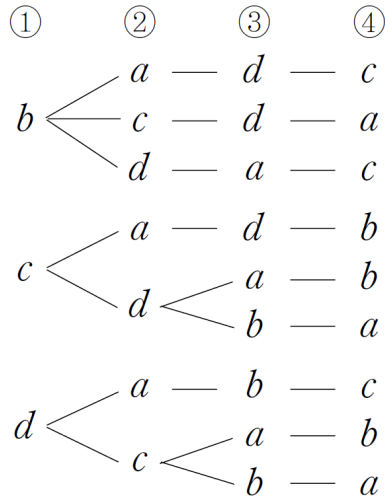 ① ② ③ ④
a — d — c
b c — d — a
d — a — c
a — d — b
c a — b
d
b — a
a — b — c
d a — b
c
b — a